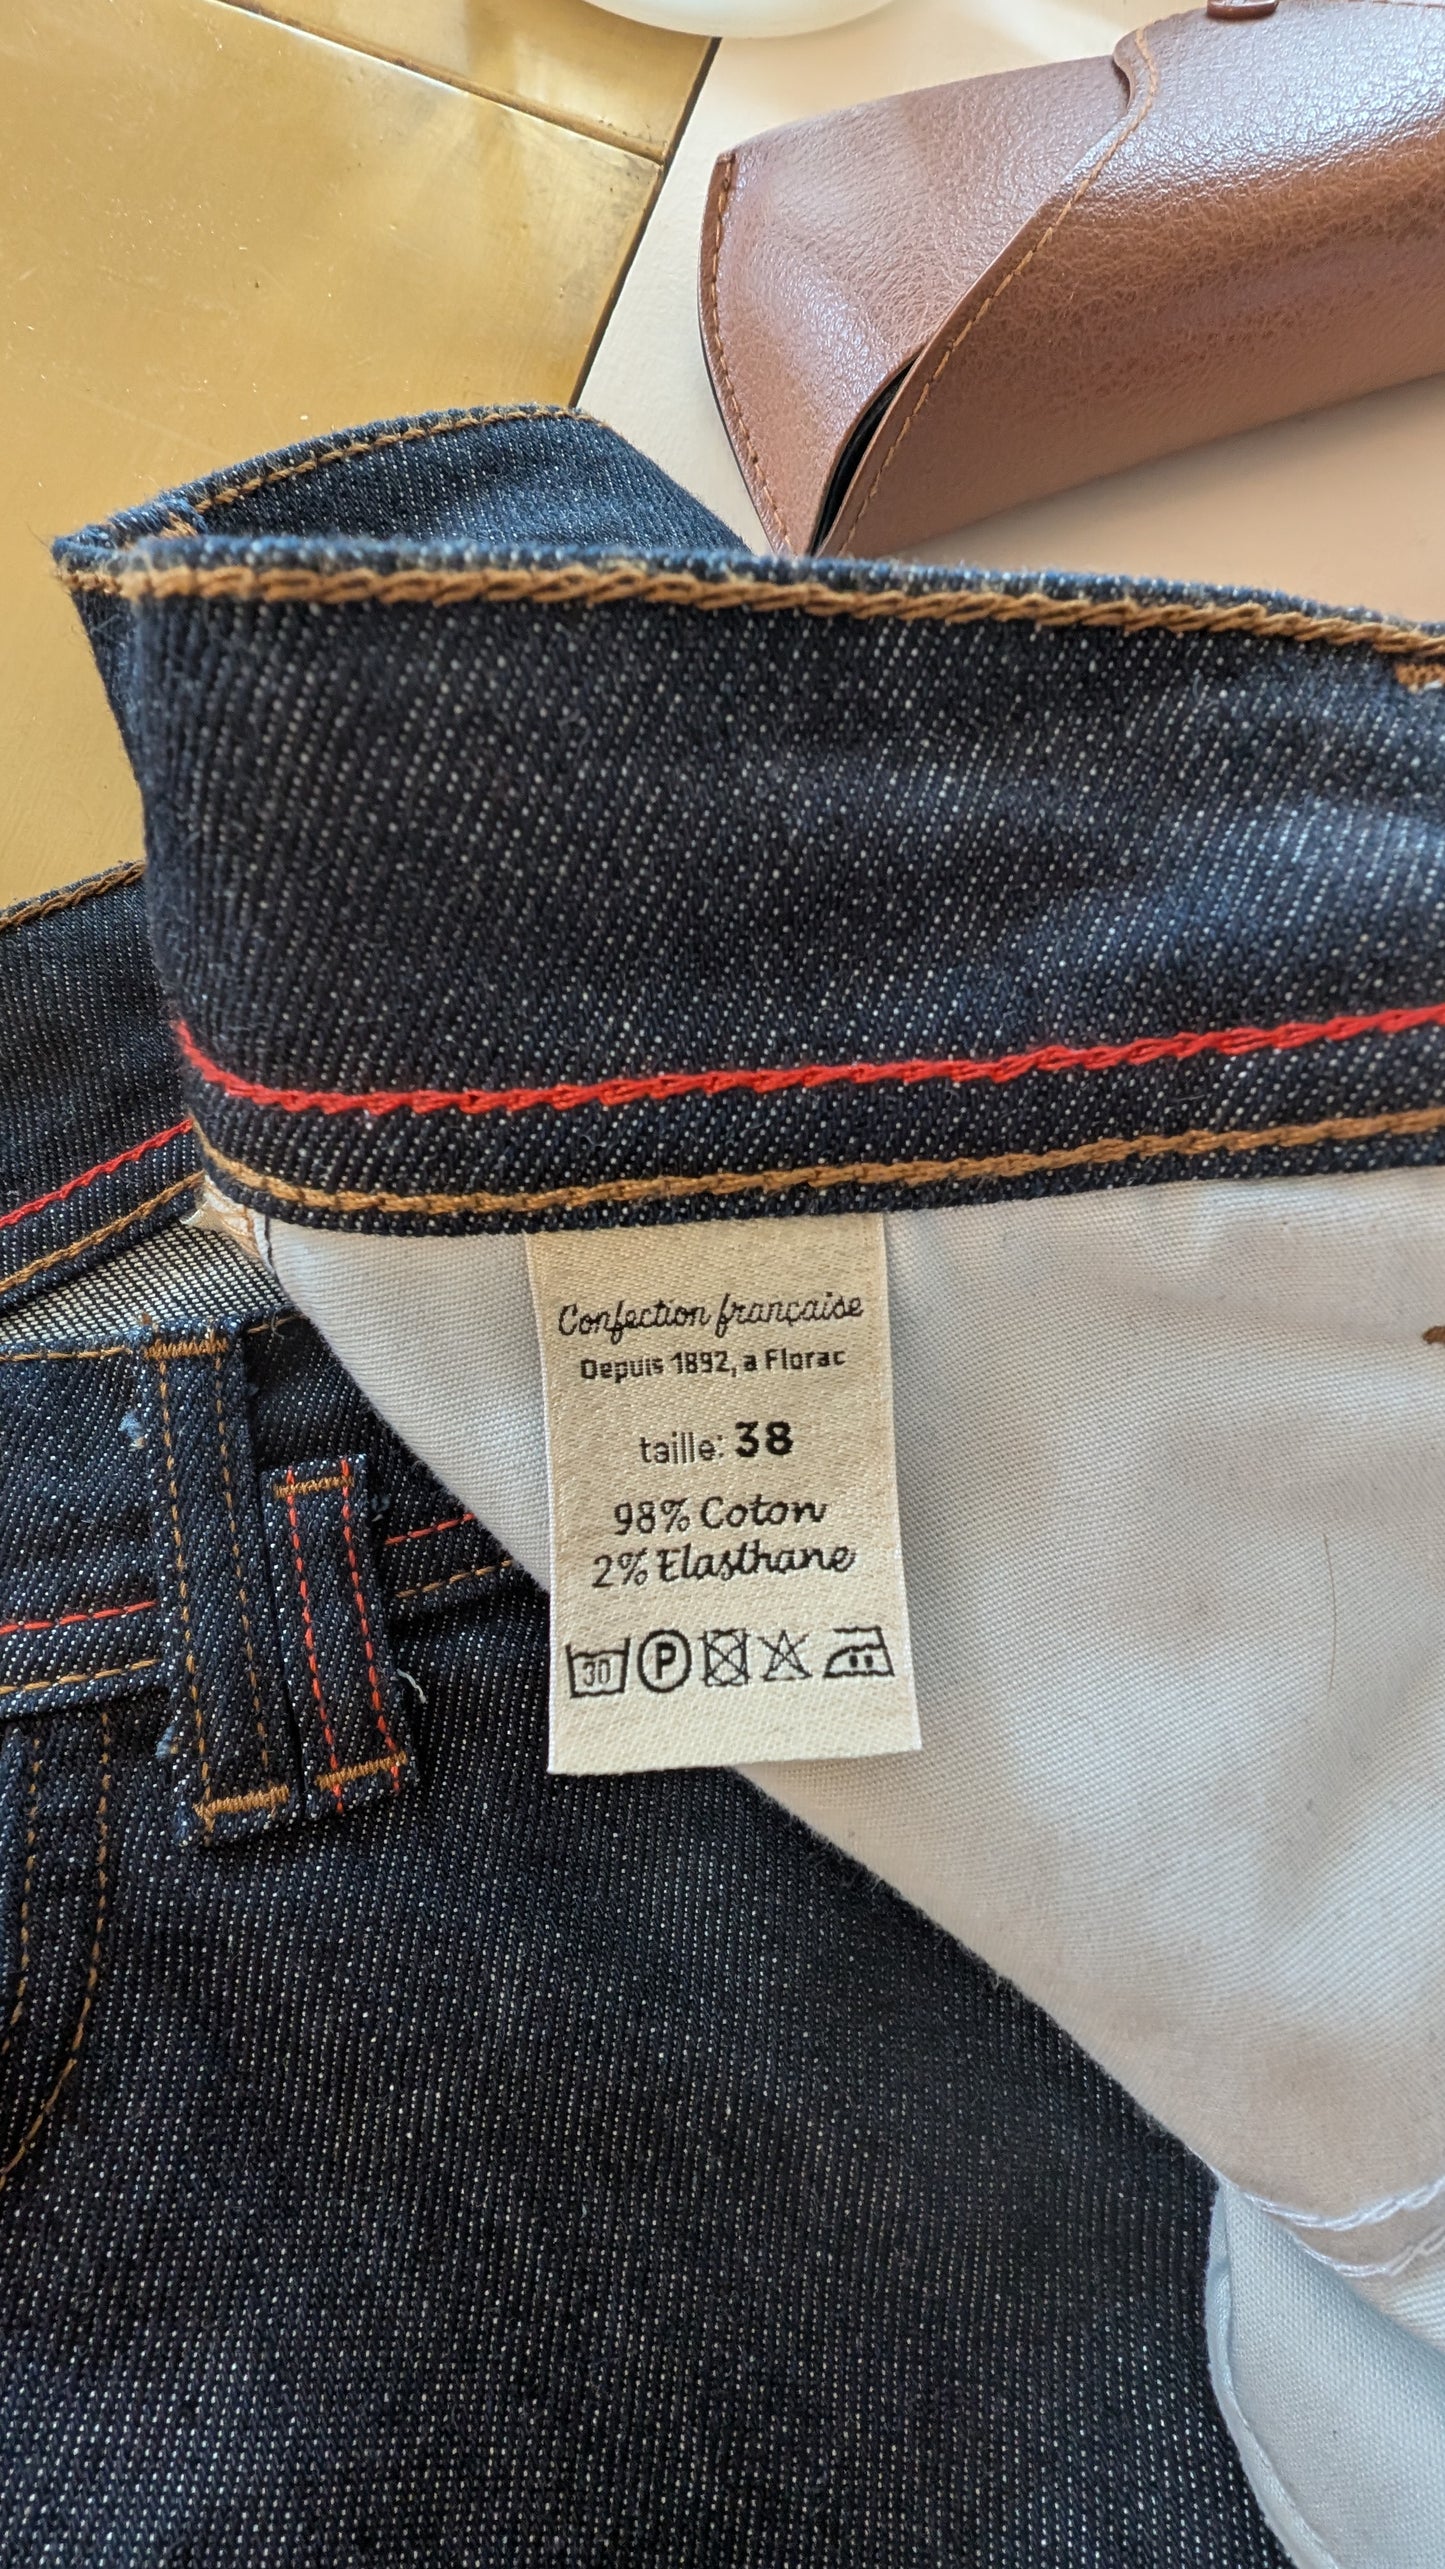 Confection française
Depuis 1892, a Florac
taille: 38
98% Coton
2% Elasthane
30 P